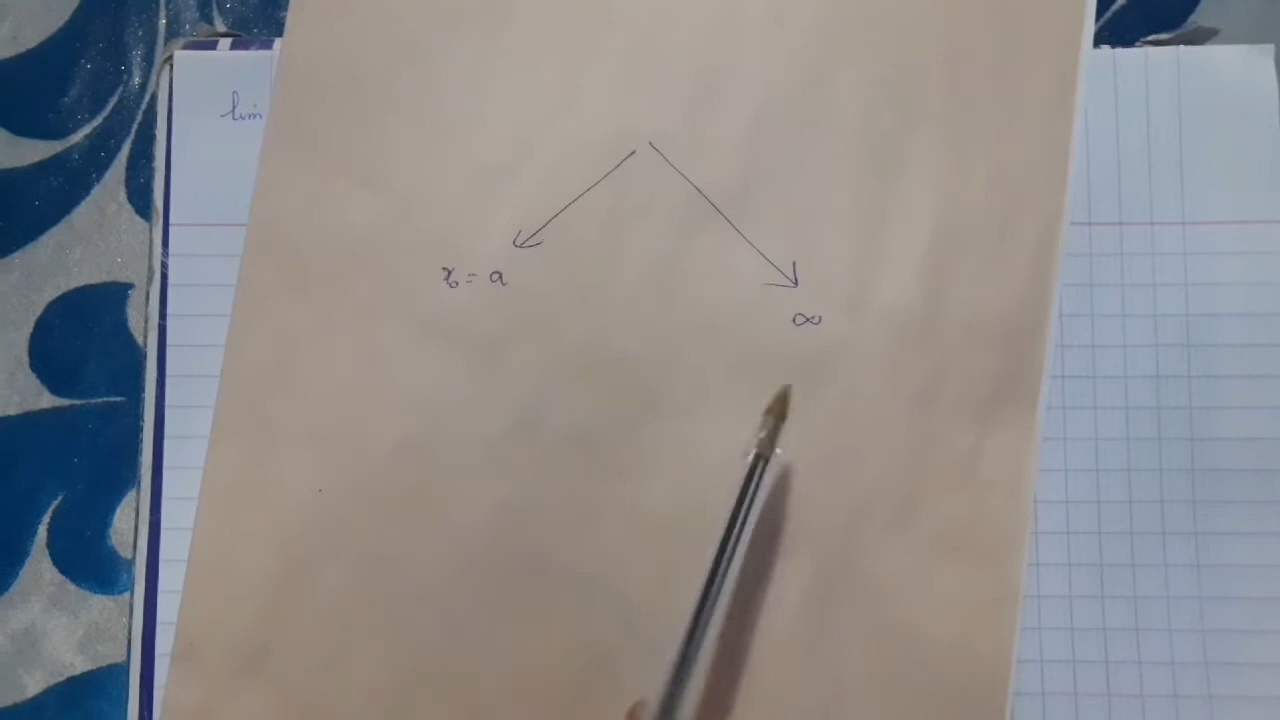 lim
x = a
∞